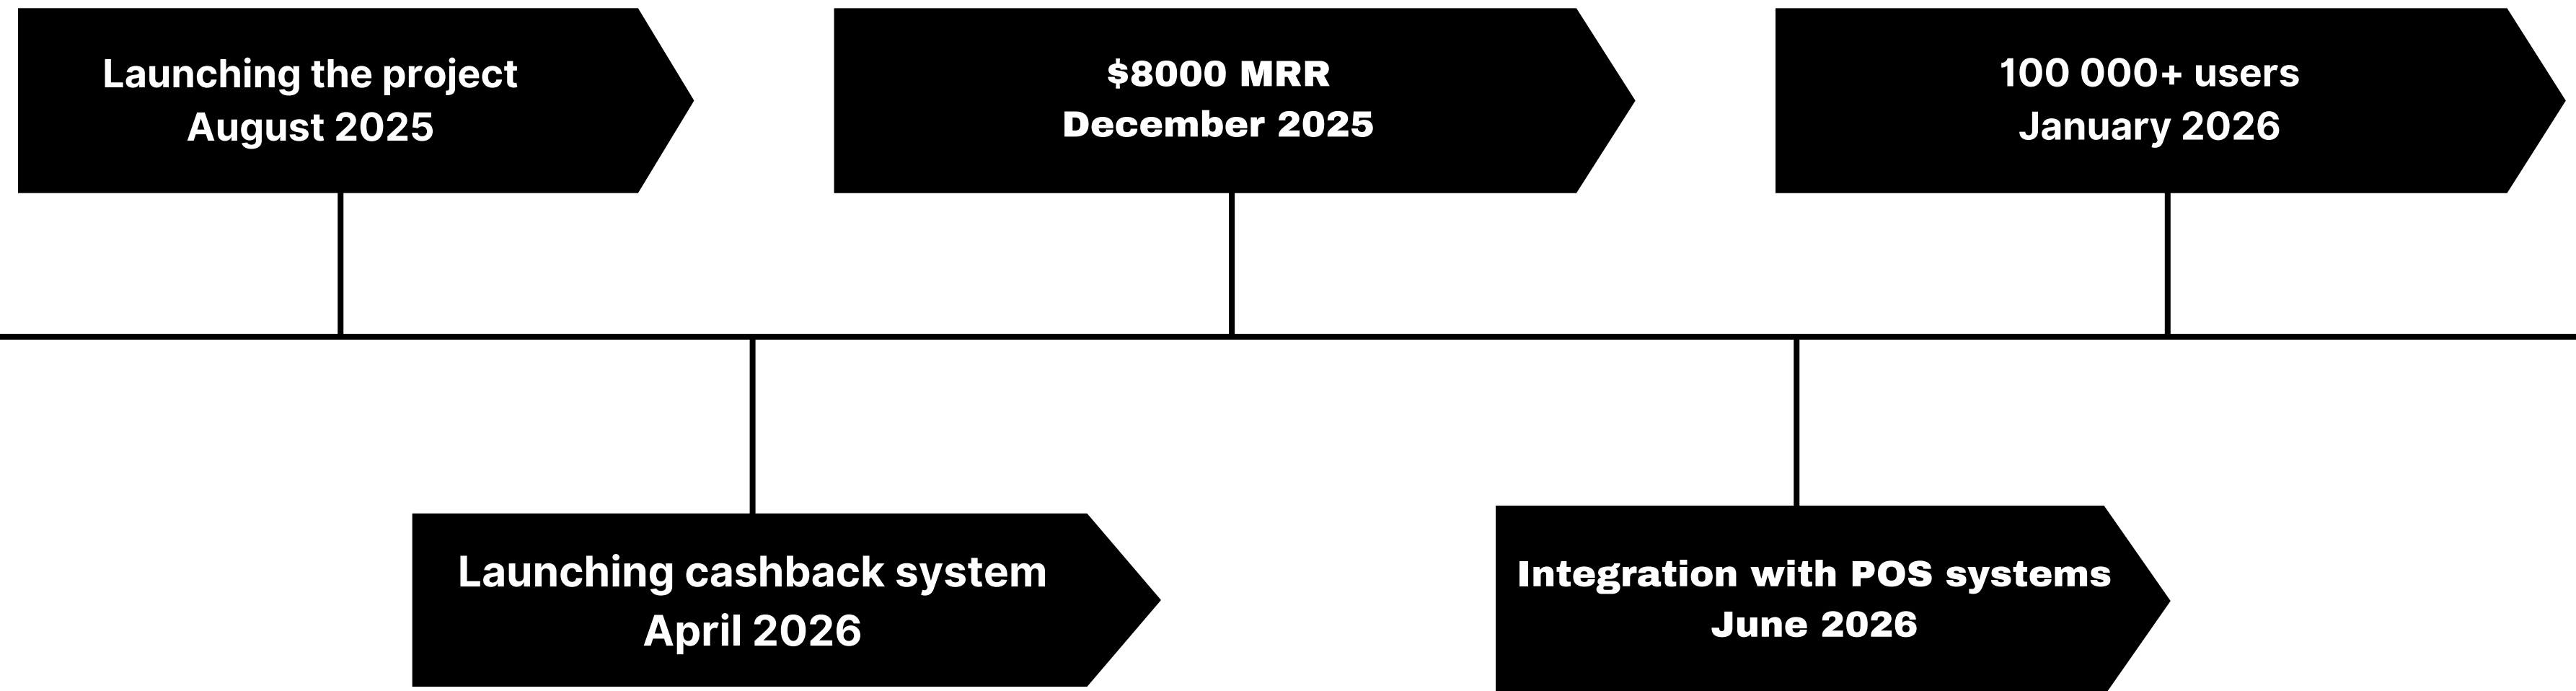 Launching the project
August 2025
$8000 MRR
December 2025
100 000+ users
January 2026
Launching cashback system
April 2026
Integration with POS systems
June 2026